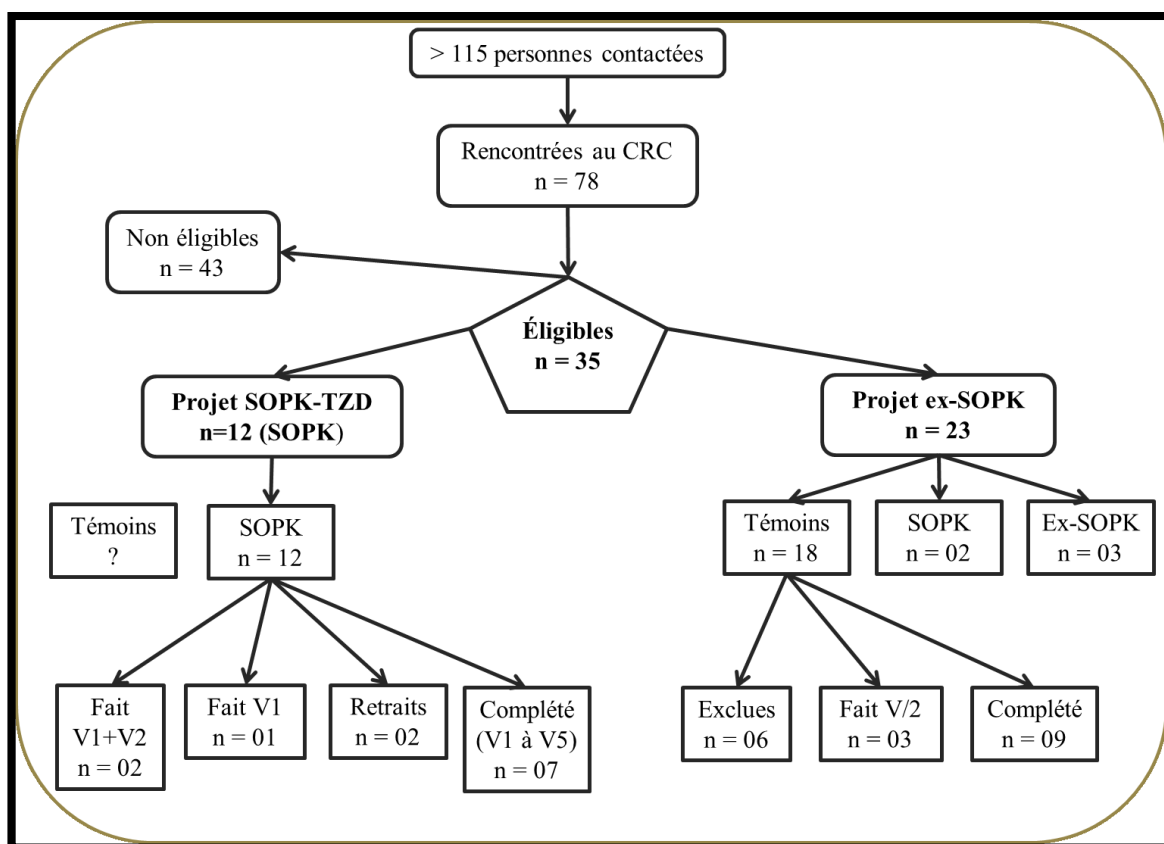 > 115 personnes contactées
Rencontrées au CRC
n = 78
Non éligibles
n = 43
Éligibles
n = 35
Projet SOPK-TZD
n=12 (SOPK)
Projet ex-SOPK
n = 23
Témoins
?
SOPK
n = 12
Témoins
n = 18
SOPK
n = 02
Ex-SOPK
n = 03
Fait
V1+V2
n = 02
Fait V1
n = 01
Retraits
n = 02
Complété
(V1 à V5)
n = 07
Exclues
n = 06
Fait V/2
n = 03
Complété
n = 09